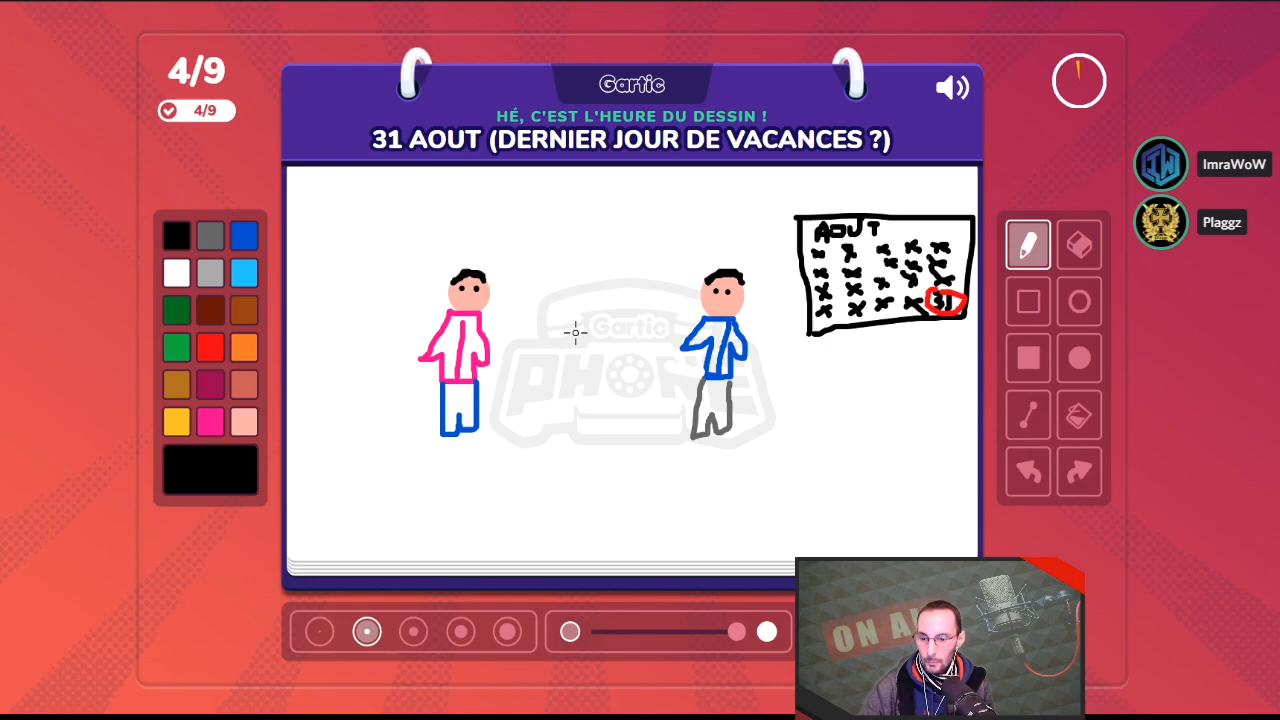 4/9
4/9
Gartic
HÉ, C'EST L'HEURE DU DESSIN !
31 AOUT (DERNIER JOUR DE VACANCES ?)
ImraWoW
Plaggz
AOUT
31
Gartic
PHONE
ON A